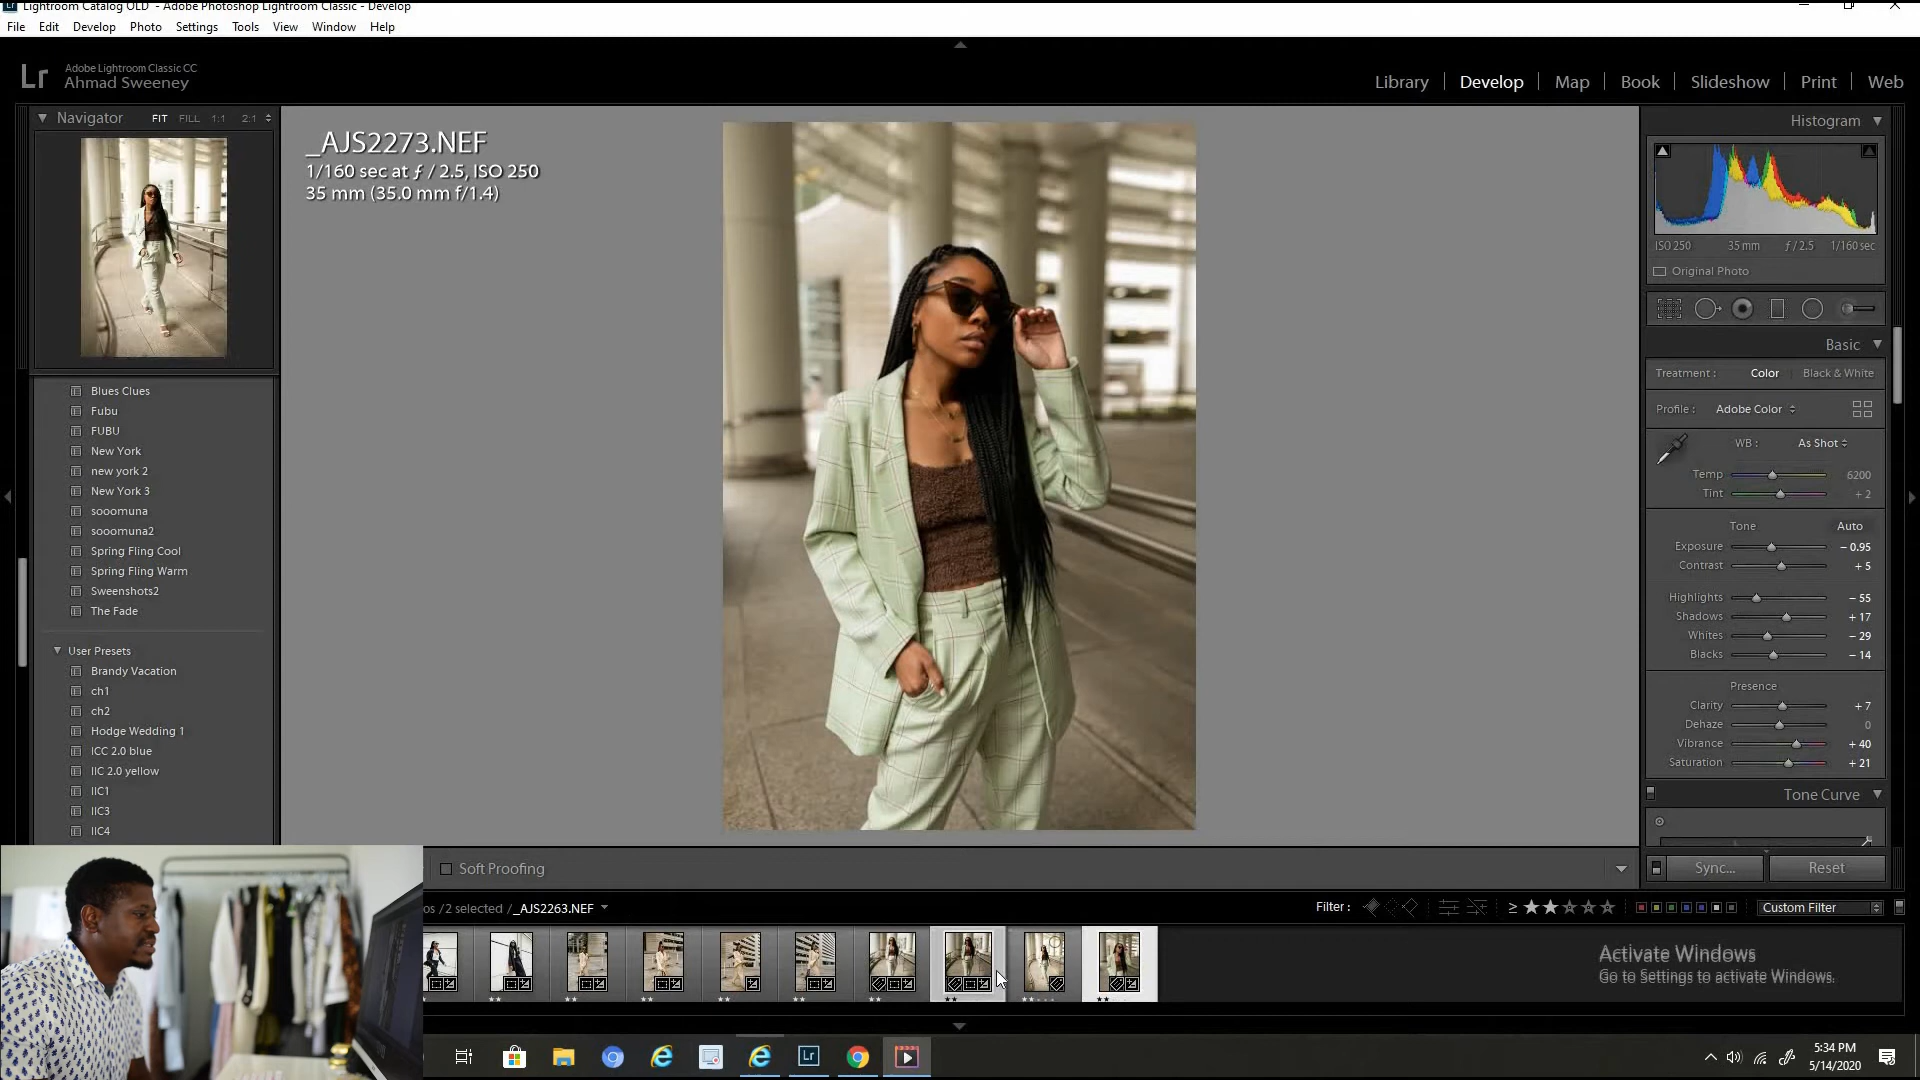 Lightroom Catalog OLD - Adobe Photoshop Lightroom Classic - Develop
File Edit Develop Photo Settings Tools View Window Help
Lr
Adobe Lightroom Classic CC
Ahmad Sweeney
Library Develop Map Book Slideshow Print Web
Navigator FIT FILL 1:1 2:1
Blues Clues
Fubu
FUBU
New York
new york 2
New York 3
sooomuna
sooomuna2
Spring Fling Cool
Spring Fling Warm
Sweenshots2
The Fade
User Presets
Brandy Vacation
ch1
ch2
Hodge Wedding 1
ICC 2.0 blue
IIC 2.0 yellow
IIC1
IIC3
IIC4
_AJS2273.NEF
1/160 sec at ƒ / 2.5, ISO 250
35 mm (35.0 mm f/1.4)
Histogram
ISO 250 35 mm ƒ / 2.5 1/160 sec
Original Photo
Basic
Treatment : Color Black & White
Profile : Adobe Color
WB : As Shot
Temp 6200
Tint + 2
Tone Auto
Exposure − 0.95
Contrast + 5
Highlights − 55
Shadows + 17
Whites − 29
Blacks − 14
Presence
Clarity + 7
Dehaze 0
Vibrance + 40
Saturation + 21
Tone Curve
Sync... Reset
Soft Proofing
os /2 selected /_AJS2263.NEF
Filter : ≥ Custom Filter
Activate Windows
Go to Settings to activate Windows.
Lr
5:34 PM
5/14/2020